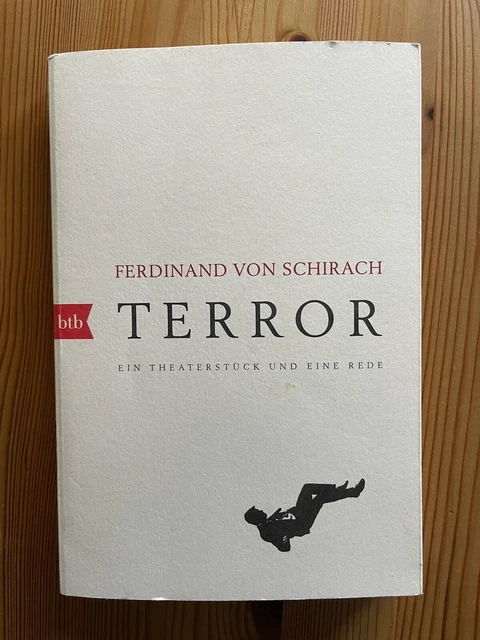 FERDINAND VON SCHIRACH
btb
TERROR
EIN THEATERSTÜCK UND EINE REDE